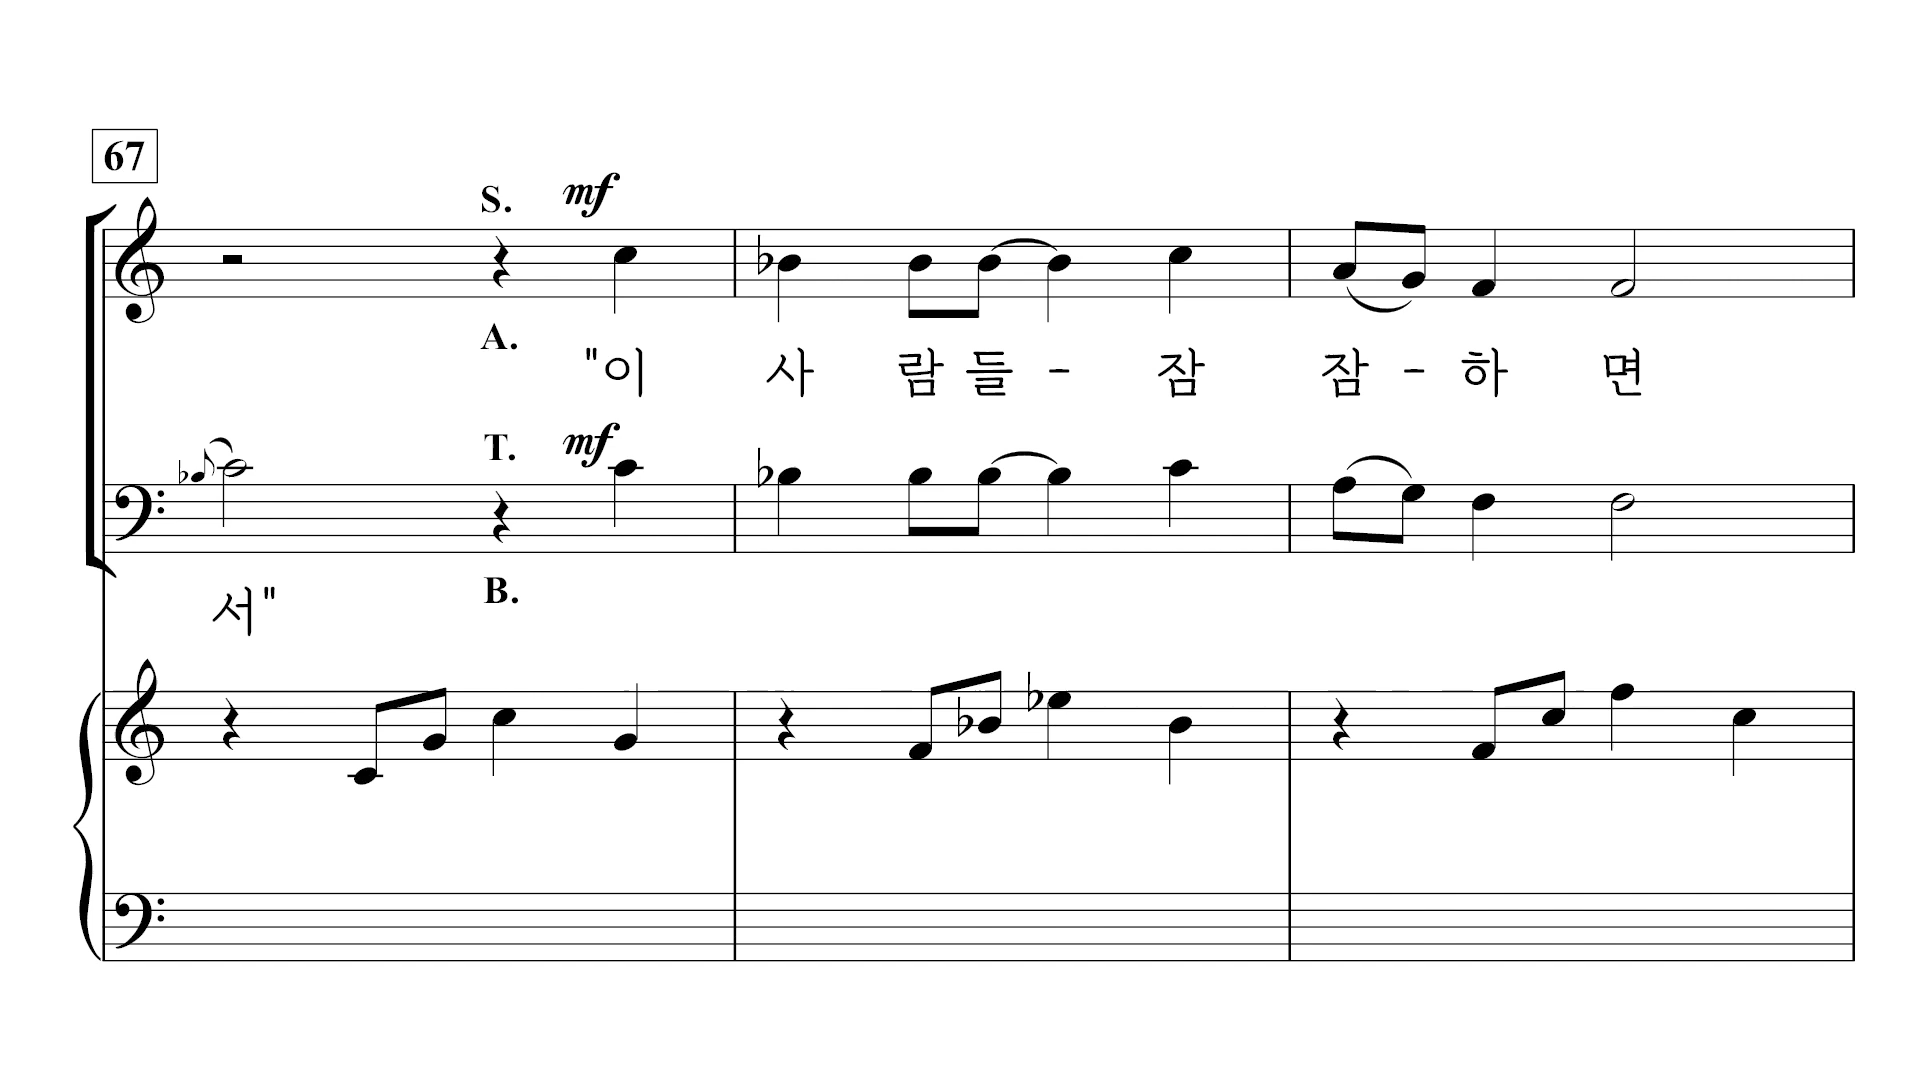 67
S. mf
A.
"이 사 람 들 - 잠 잠 - 하 면
T. mf
서" B.